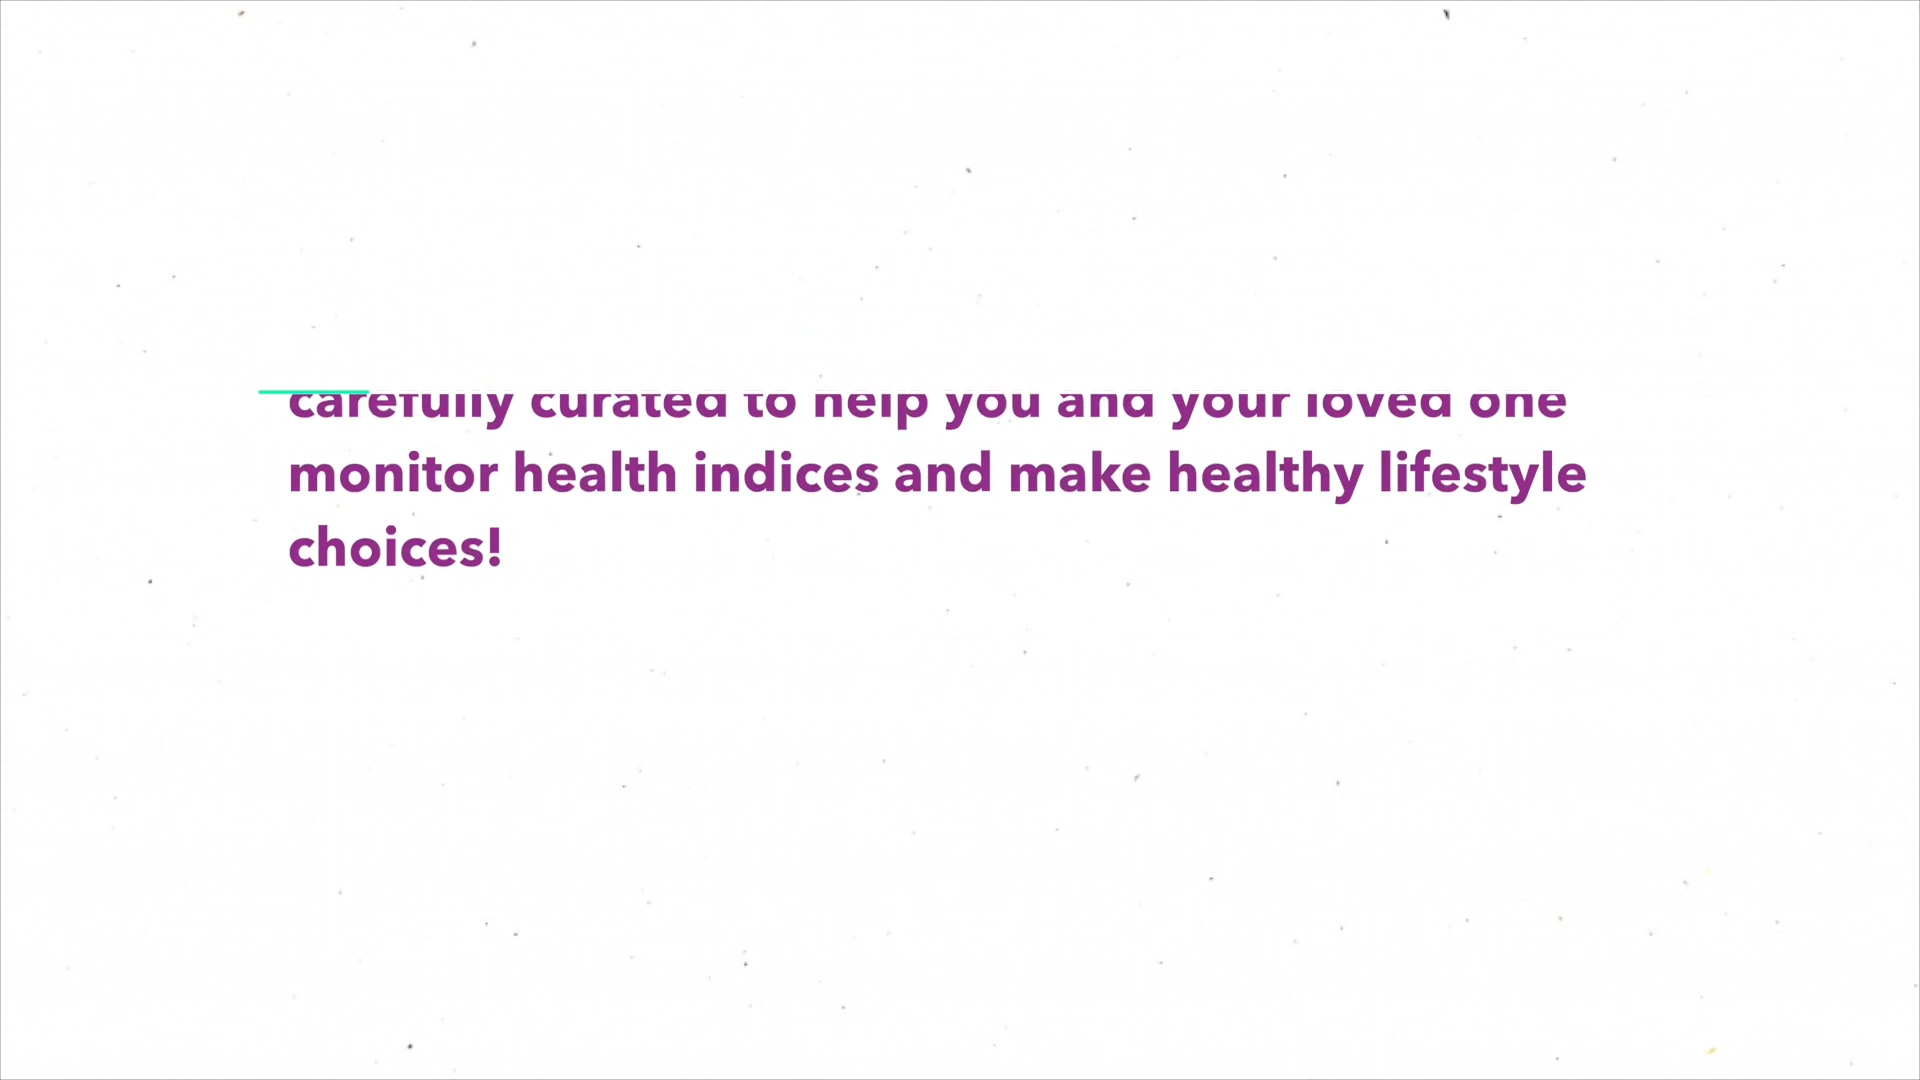 carefully curated to help you and your loved one
monitor health indices and make healthy lifestyle
choices!